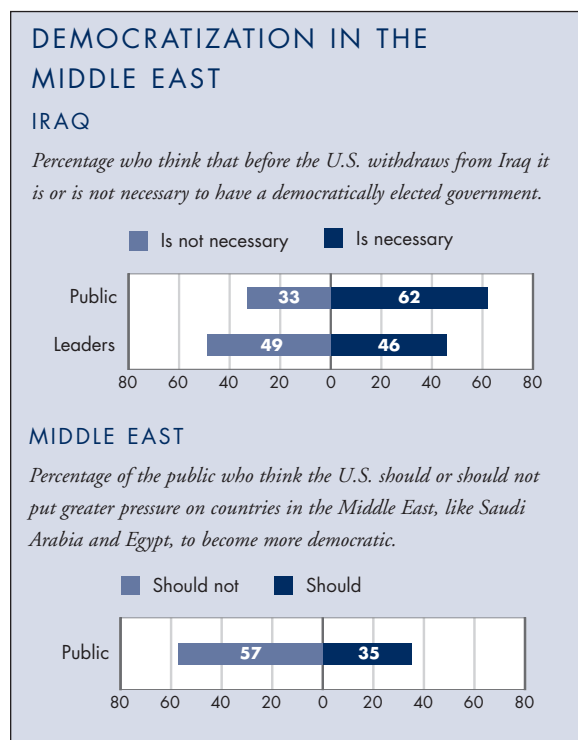 DEMOCRATIZATION IN THE
MIDDLE EAST
IRAQ
Percentage who think that before the U.S. withdraws from Iraq it
is or is not necessary to have a democratically elected government.
Is not necessary Is necessary
Public 33 62
Leaders 49 46
80 60 40 20 0 20 40 60 80
MIDDLE EAST
Percentage of the public who think the U.S. should or should not
put greater pressure on countries in the Middle East, like Saudi
Arabia and Egypt, to become more democratic.
Should not Should
Public 57 35
80 60 40 20 0 20 40 60 80